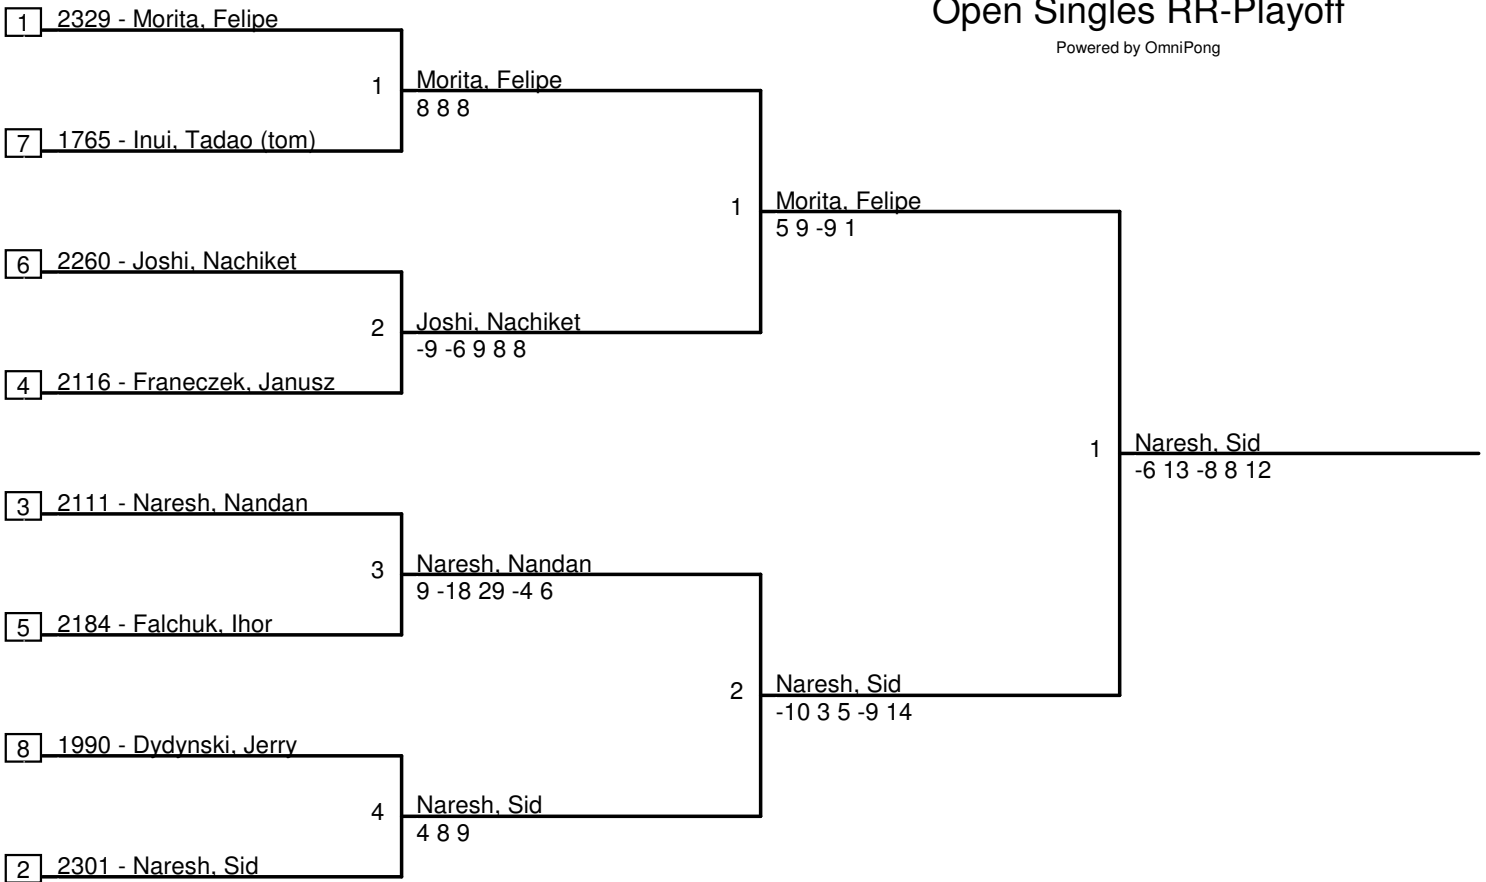 Open Singles RR-Playoff
Powered by OmniPong
1 2329 - Morita, Felipe
1 Morita, Felipe
8 8 8
7 1765 - Inui, Tadao (tom)
1 Morita, Felipe
5 9 -9 1
6 2260 - Joshi, Nachiket
2 Joshi, Nachiket
-9 -6 9 8 8
4 2116 - Franeczek, Janusz
1 Naresh, Sid
-6 13 -8 8 12
3 2111 - Naresh, Nandan
3 Naresh, Nandan
9 -18 29 -4 6
5 2184 - Falchuk, Ihor
2 Naresh, Sid
-10 3 5 -9 14
8 1990 - Dydynski, Jerry
4 Naresh, Sid
4 8 9
2 2301 - Naresh, Sid